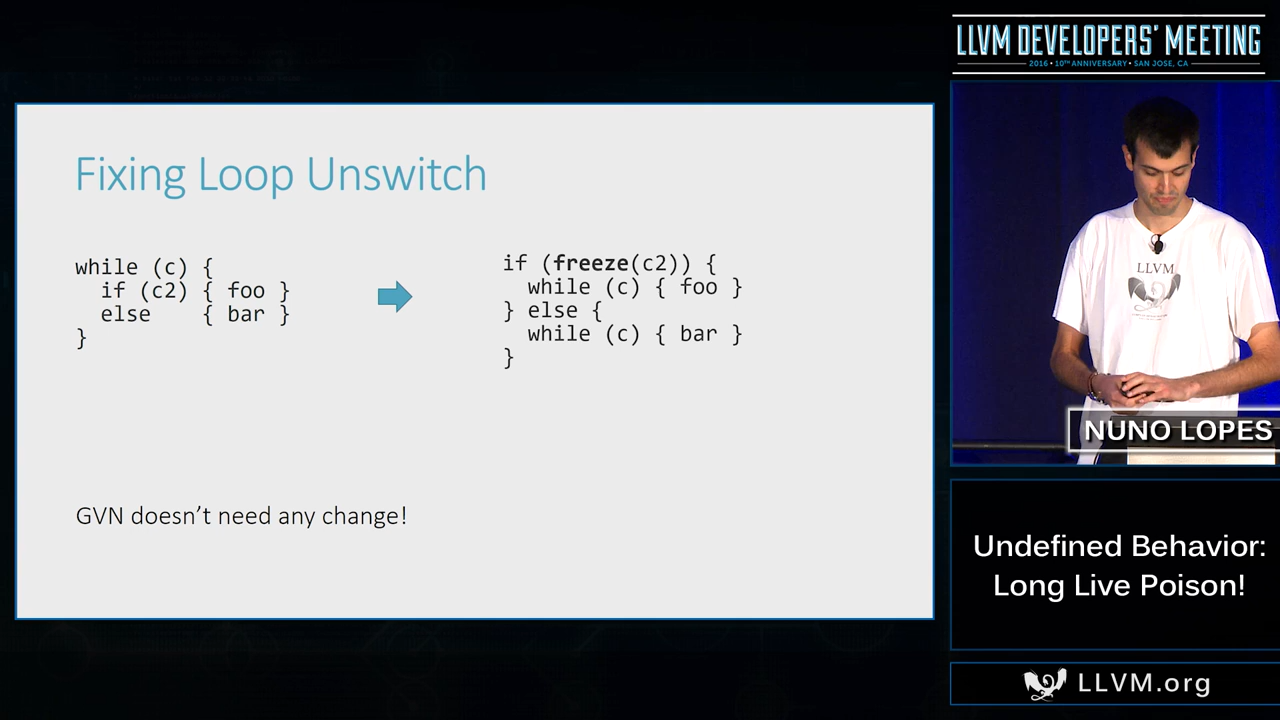 LLVM DEVELOPERS' MEETING
2016 • 10TH ANNIVERSARY • SAN JOSE, CA
Fixing Loop Unswitch
while (c) {
  if (c2) { foo }
  else    { bar }
}
if (freeze(c2)) {
  while (c) { foo }
} else {
  while (c) { bar }
}
GVN doesn't need any change!
LLVM
NUNO LOPES
Undefined Behavior:
Long Live Poison!
LLVM.org